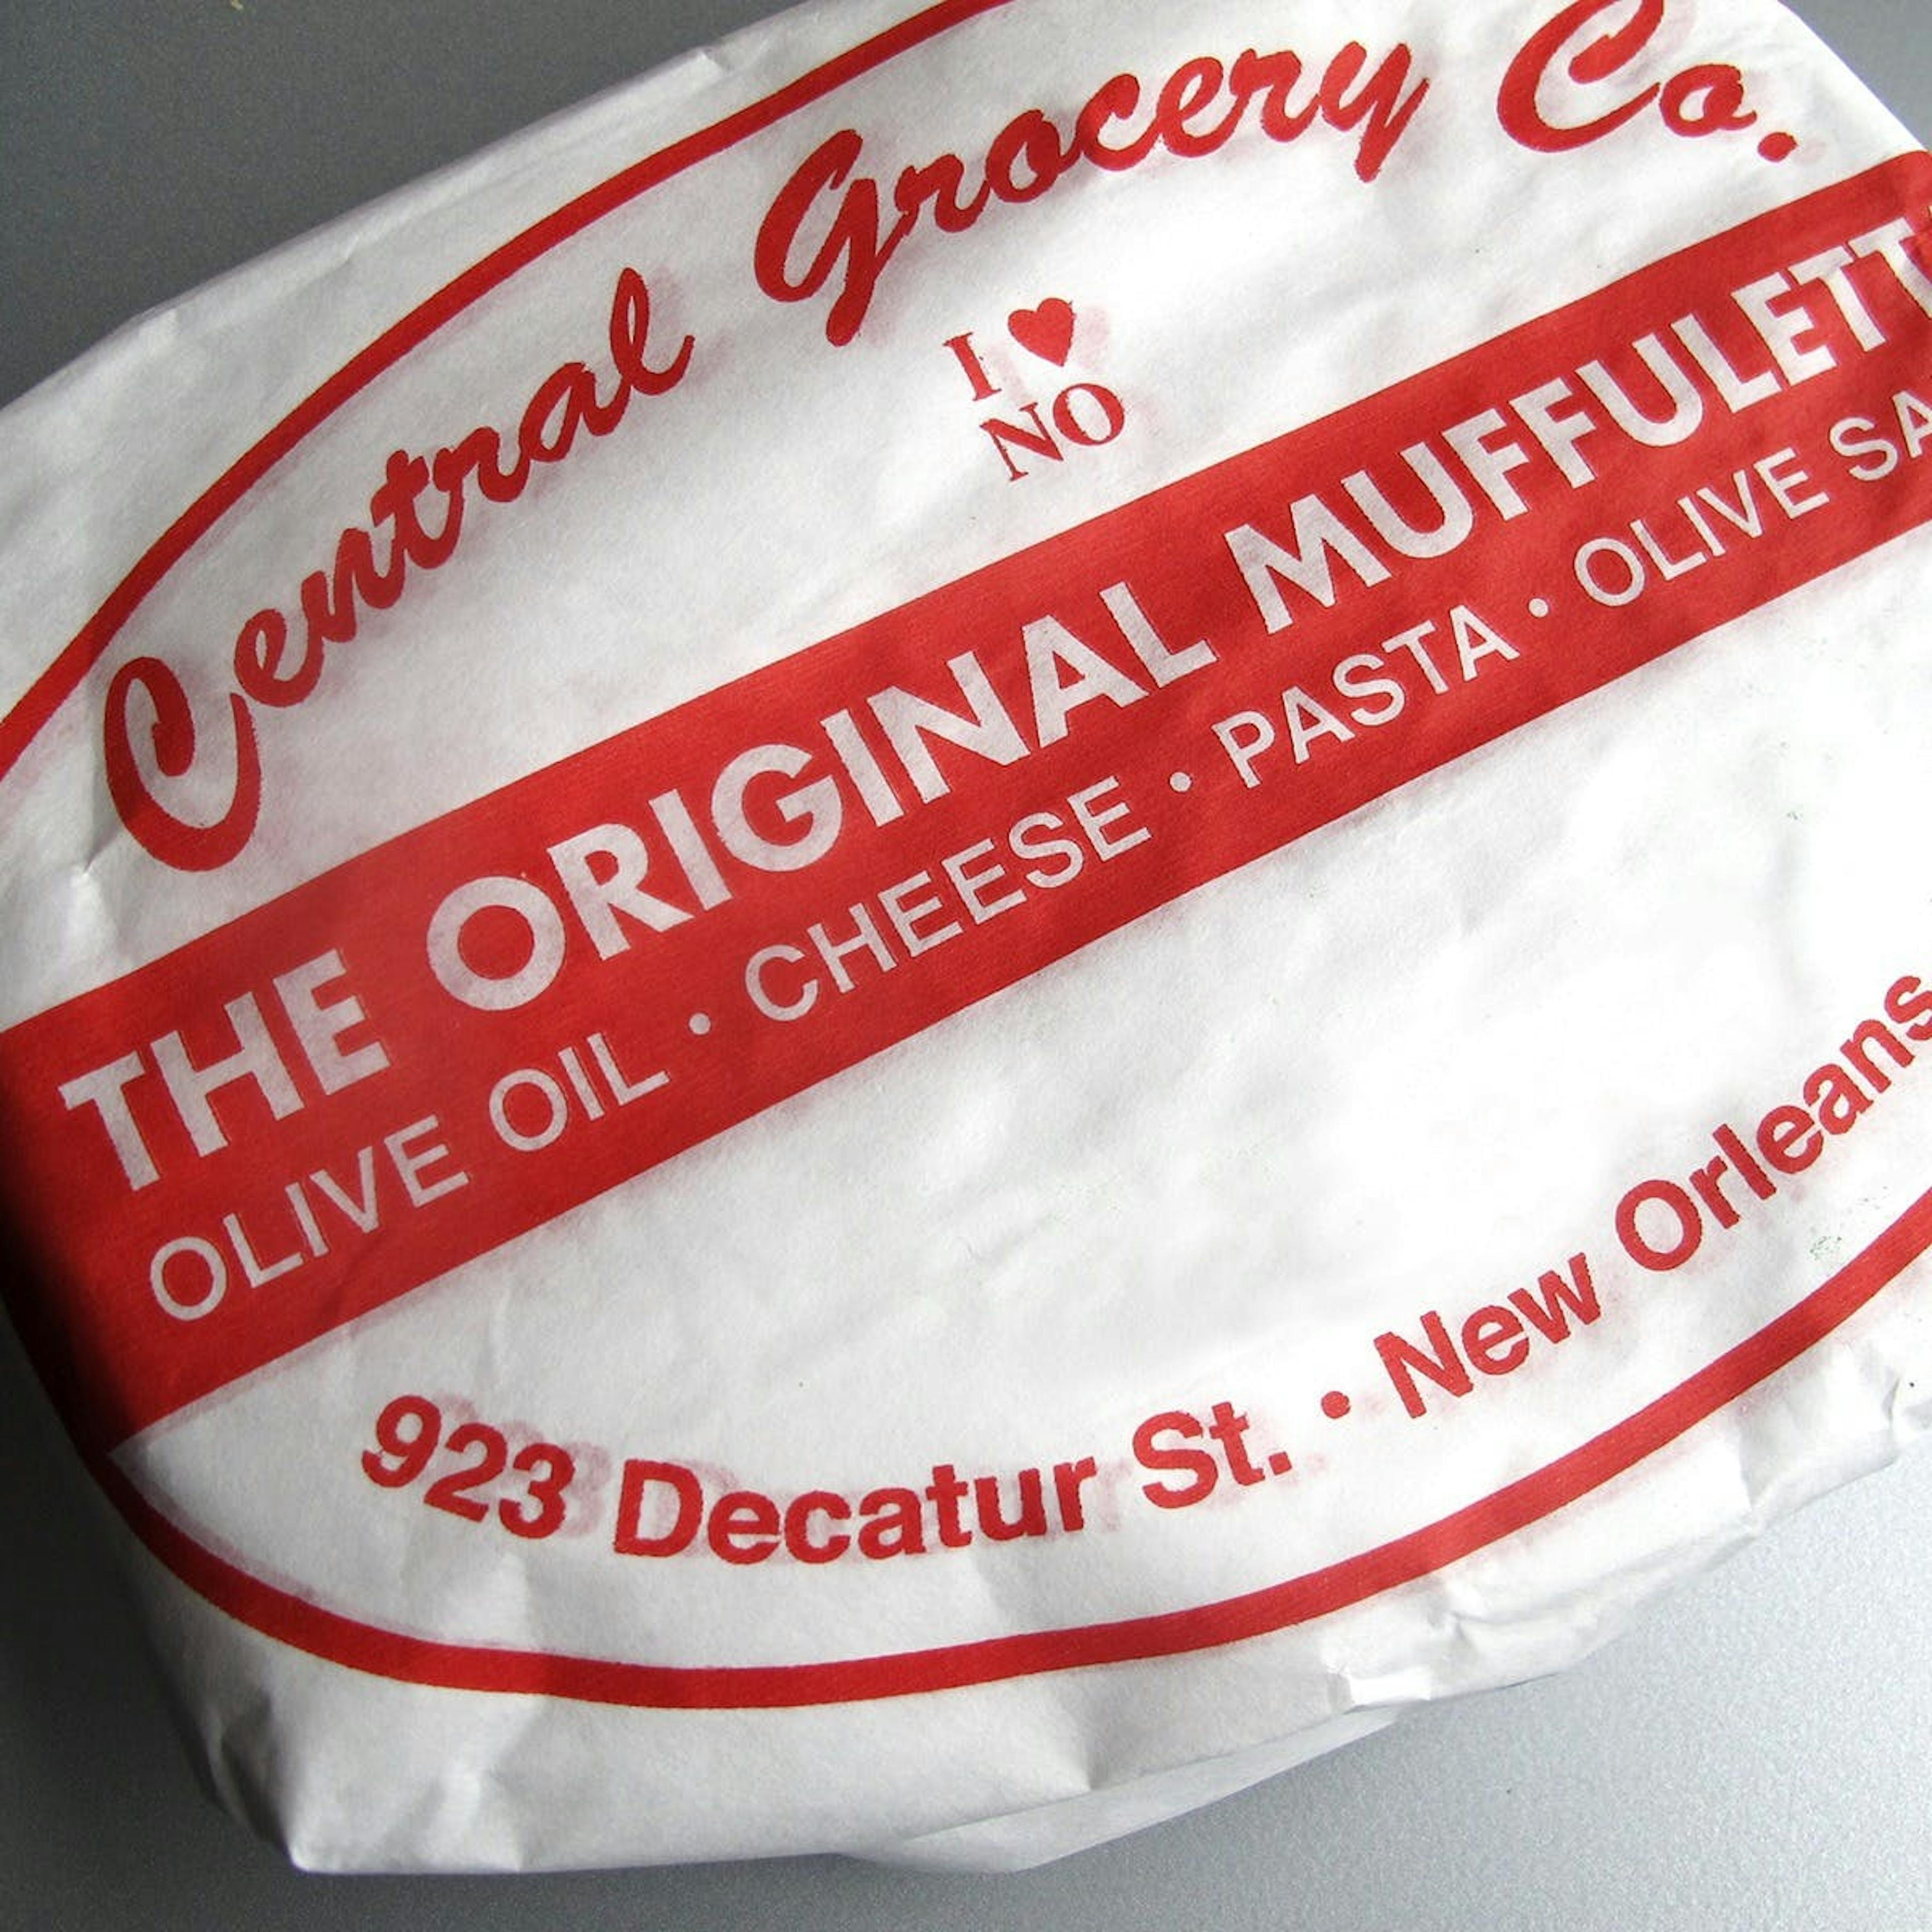 Central Grocery Co.
I ♥
NO
THE ORIGINAL MUFFULETT
OLIVE OIL • CHEESE • PASTA • OLIVE SA
923 Decatur St. • New Orleans